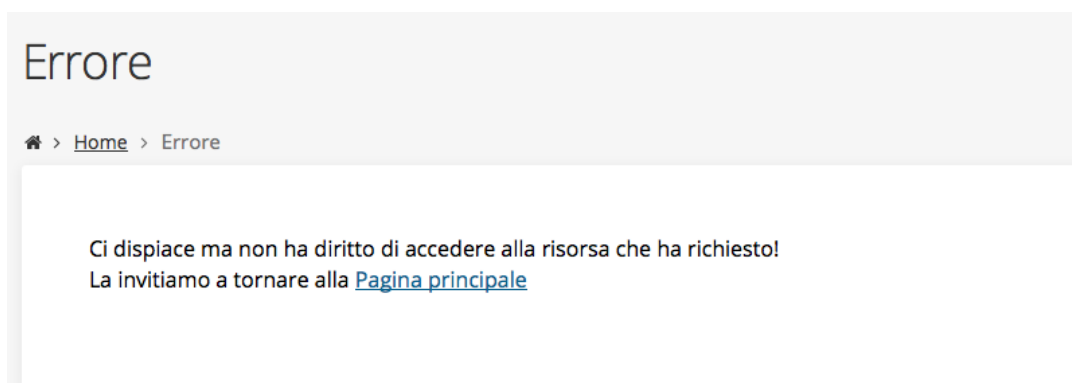 Errore
> Home > Errore
Ci dispiace ma non ha diritto di accedere alla risorsa che ha richiesto!
La invitiamo a tornare alla Pagina principale